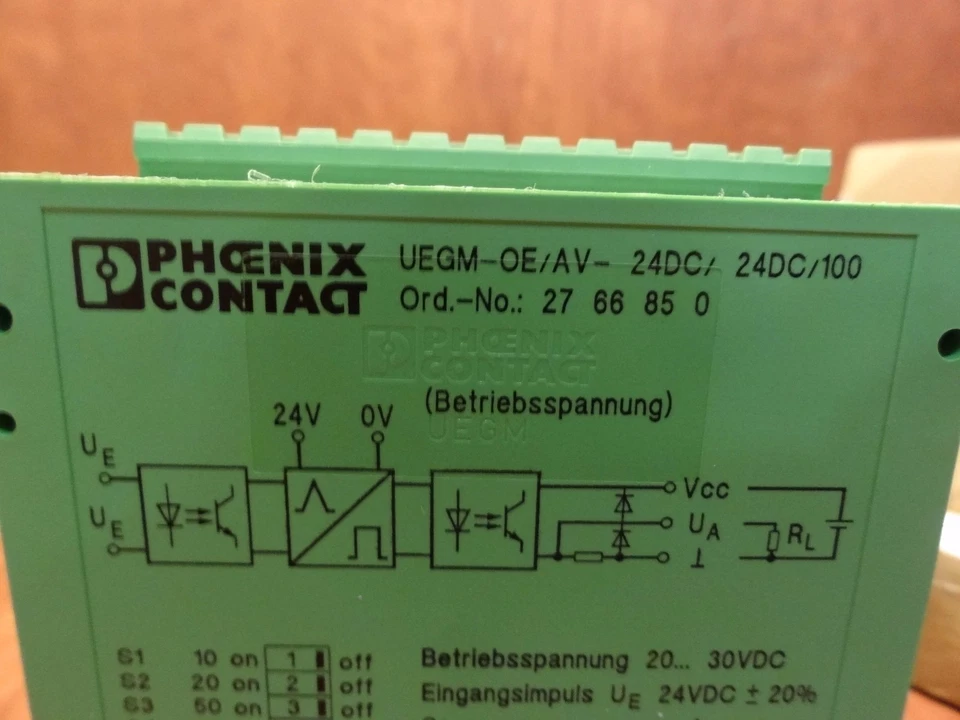 PHŒNIX
CONTACT
UEGM-OE/AV- 24DC/ 24DC/100
Ord.-No.: 27 66 85 0
PHŒNIX
CONTACT
UEGM
(Betriebsspannung)
24V 0V
UE
UE
Vcc
UA
⊥
RL
S1 10 on 1 off
S2 20 on 2 off
S3 50 on 3 off
Betriebsspannung 20... 30VDC
Eingangsimpuls UE 24VDC ± 20%